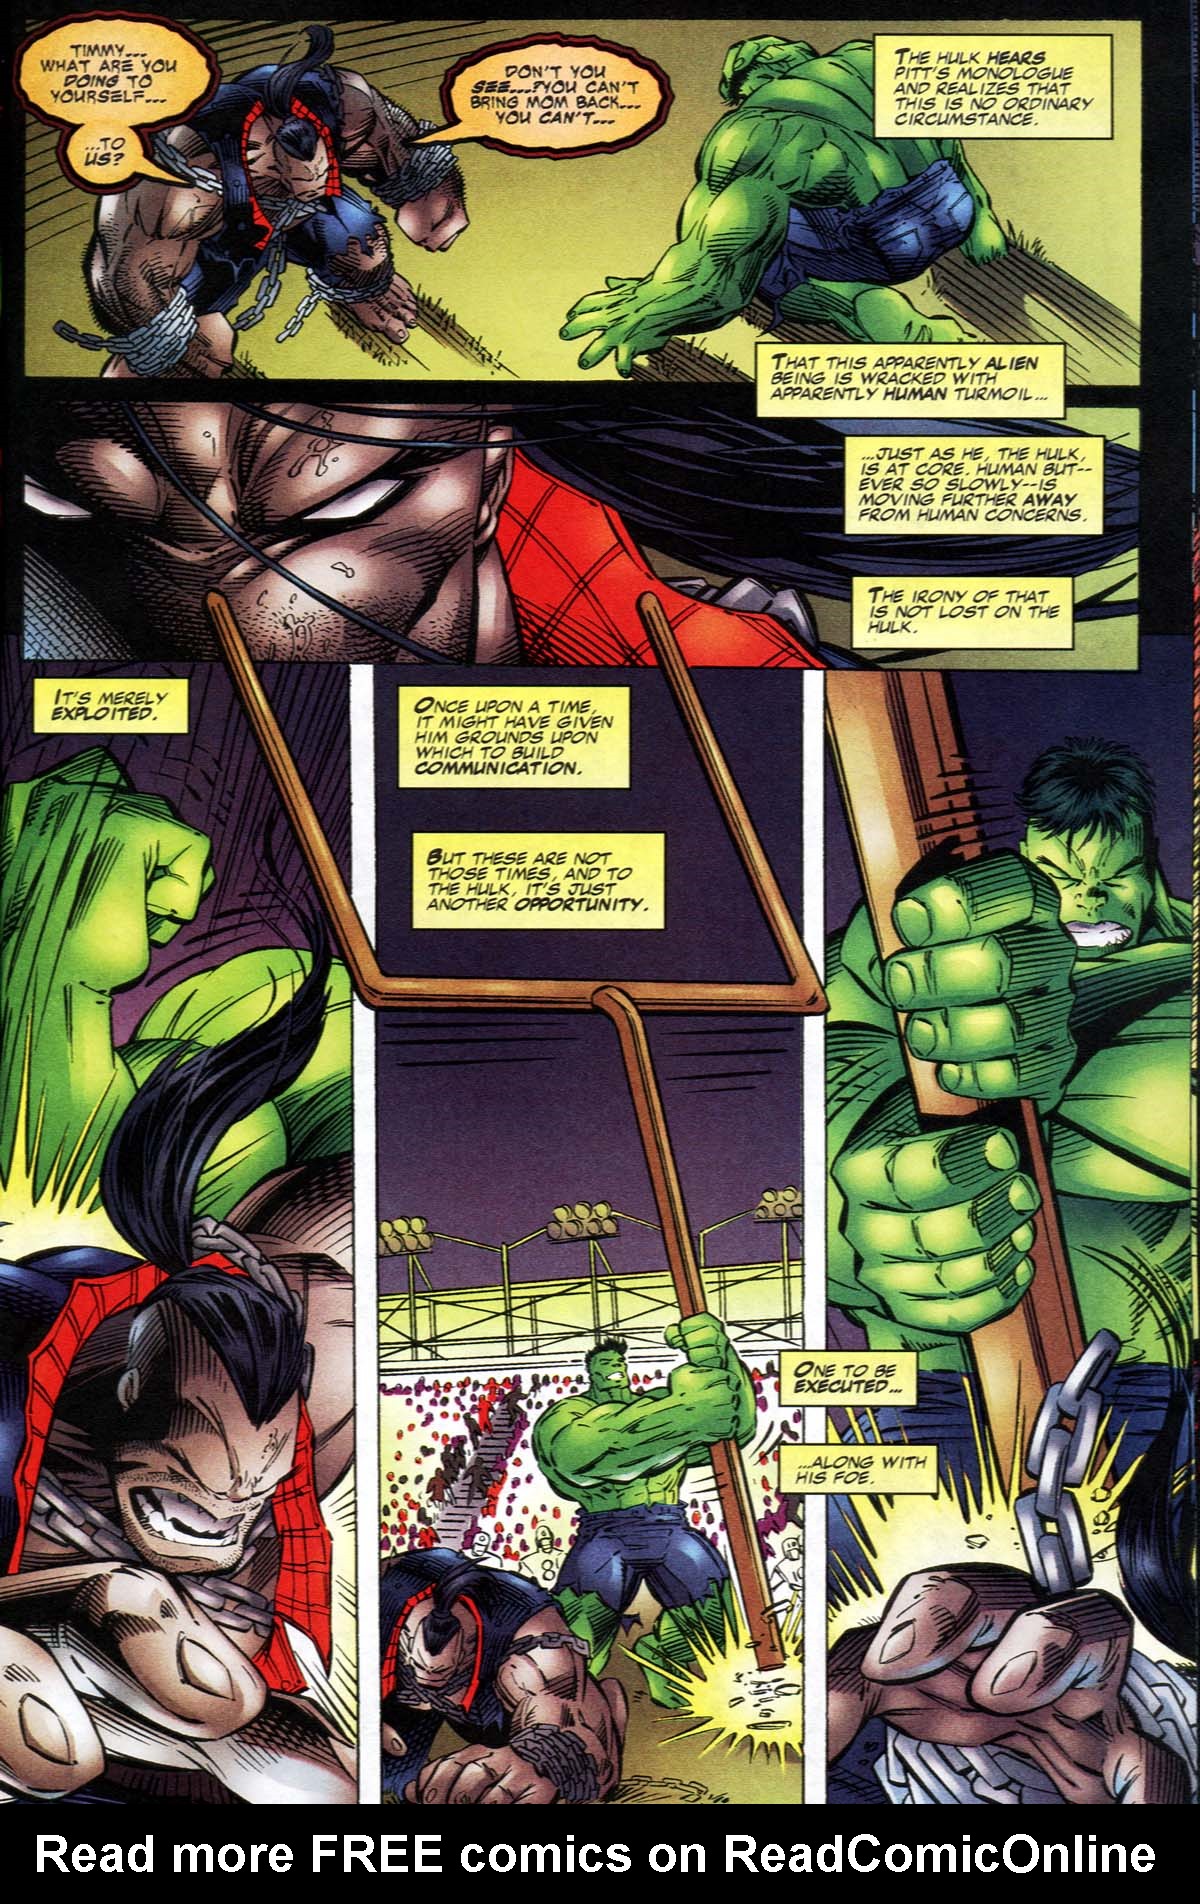 TIMMY...
WHAT ARE YOU
DOING TO
YOURSELF...
...TO
US?
DON'T YOU
SEE...?YOU CAN'T
BRING MOM BACK...
YOU CAN'T...
THE HULK HEARS
PITT'S MONOLOGUE
AND REALIZES THAT
THIS IS NO ORDINARY
CIRCUMSTANCE.
THAT THIS APPARENTLY ALIEN
BEING IS WRACKED WITH
APPARENTLY HUMAN TURMOIL...
...JUST AS HE, THE HULK,
IS AT CORE. HUMAN BUT--
EVER SO SLOWLY--IS
MOVING FURTHER AWAY
FROM HUMAN CONCERNS.
THE IRONY OF THAT
IS NOT LOST ON THE
HULK.
IT'S MERELY
EXPLOITED.
ONCE UPON A TIME,
IT MIGHT HAVE GIVEN
HIM GROUNDS UPON
WHICH TO BUILD
COMMUNICATION.
BUT THESE ARE NOT
THOSE TIMES, AND TO
THE HULK, IT'S JUST
ANOTHER OPPORTUNITY.
ONE TO BE
EXECUTED...
...ALONG WITH
HIS FOE.
Read more FREE comics on ReadComicOnline